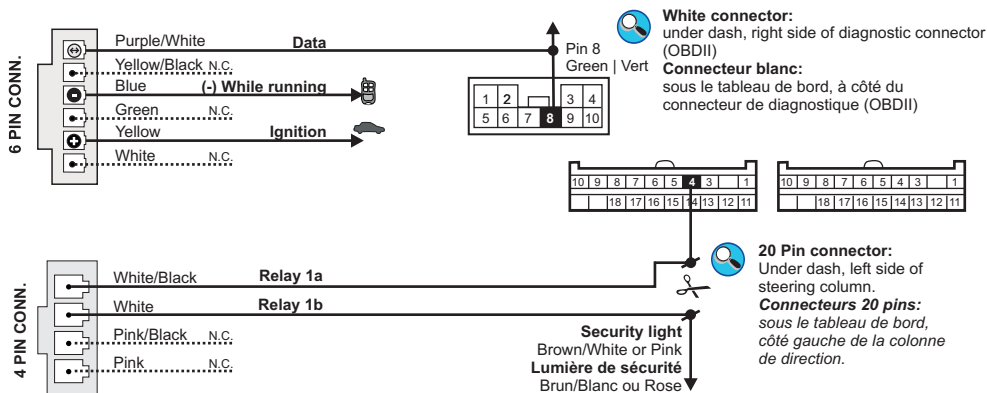 6 PIN CONN.
Purple/White Data
Yellow/Black N.C.
Blue (-) While running
Green N.C.
Yellow Ignition
White N.C.
Pin 8
Green | Vert
1 2 3 4
5 6 7 8 9 10
White connector:
under dash, right side of diagnostic connector
(OBDII)
Connecteur blanc:
sous le tableau de bord, à côté du
connecteur de diagnostique (OBDII)
10 9 8 7 6 5 4 3 1
18 17 16 15 14 13 12 11
10 9 8 7 6 5 4 3 1
18 17 16 15 14 13 12 11
4 PIN CONN.
White/Black Relay 1a
White Relay 1b
Pink/Black N.C.
Pink N.C.
Security light
Brown/White or Pink
Lumière de sécurité
Brun/Blanc ou Rose
20 Pin connector:
Under dash, left side of
steering column.
Connecteurs 20 pins:
sous le tableau de bord,
côté gauche de la colonne
de direction.